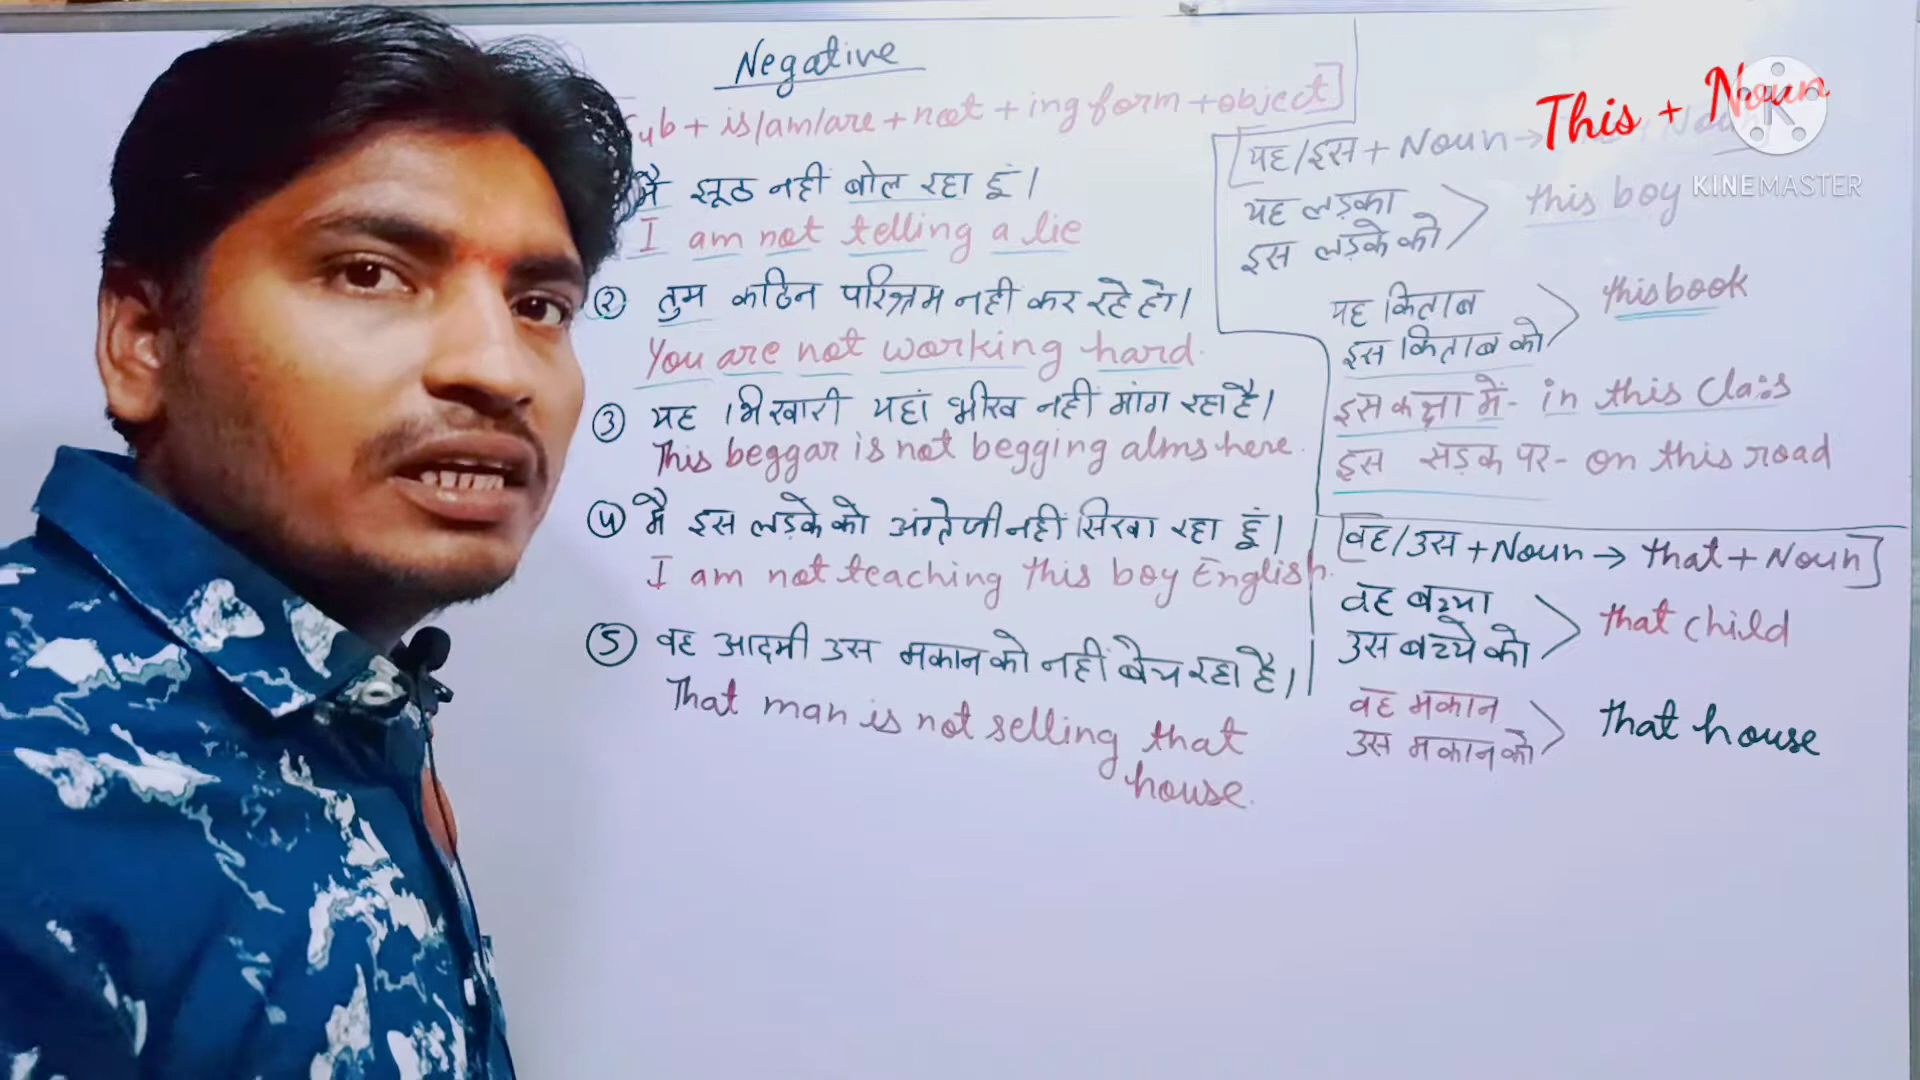 Negative
Sub + is/am/are + not + ing form + object]
मै झूठ नही बोल रहा हूं।
I am not telling a lie
② तुम कठिन परिश्रम नही कर रहे हो।
You are not working hard.
③ यह भिखारी यहां भीख नहीं मांग रहा है।
This beggar is not begging alms here.
४ मै इस लड़के को अंग्रेजी नहीं सिखा रहा हूं।
I am not teaching this boy English.
⑤ वह आदमी उस मकान को नहीं बेच रहा है।
That man is not selling that
house.
This + Noun
KINEMASTER
[यह/इस + Noun →
यह लड़का
इस लड़के को
this boy
यह किताब
इस किताब को
this book
इस कक्षा में - in this class
इस सड़क पर - on this road
[वह/उस + Noun → that + Noun]
वह बच्चा
उस बच्चे को
that child
वह मकान
उस मकान को
that house